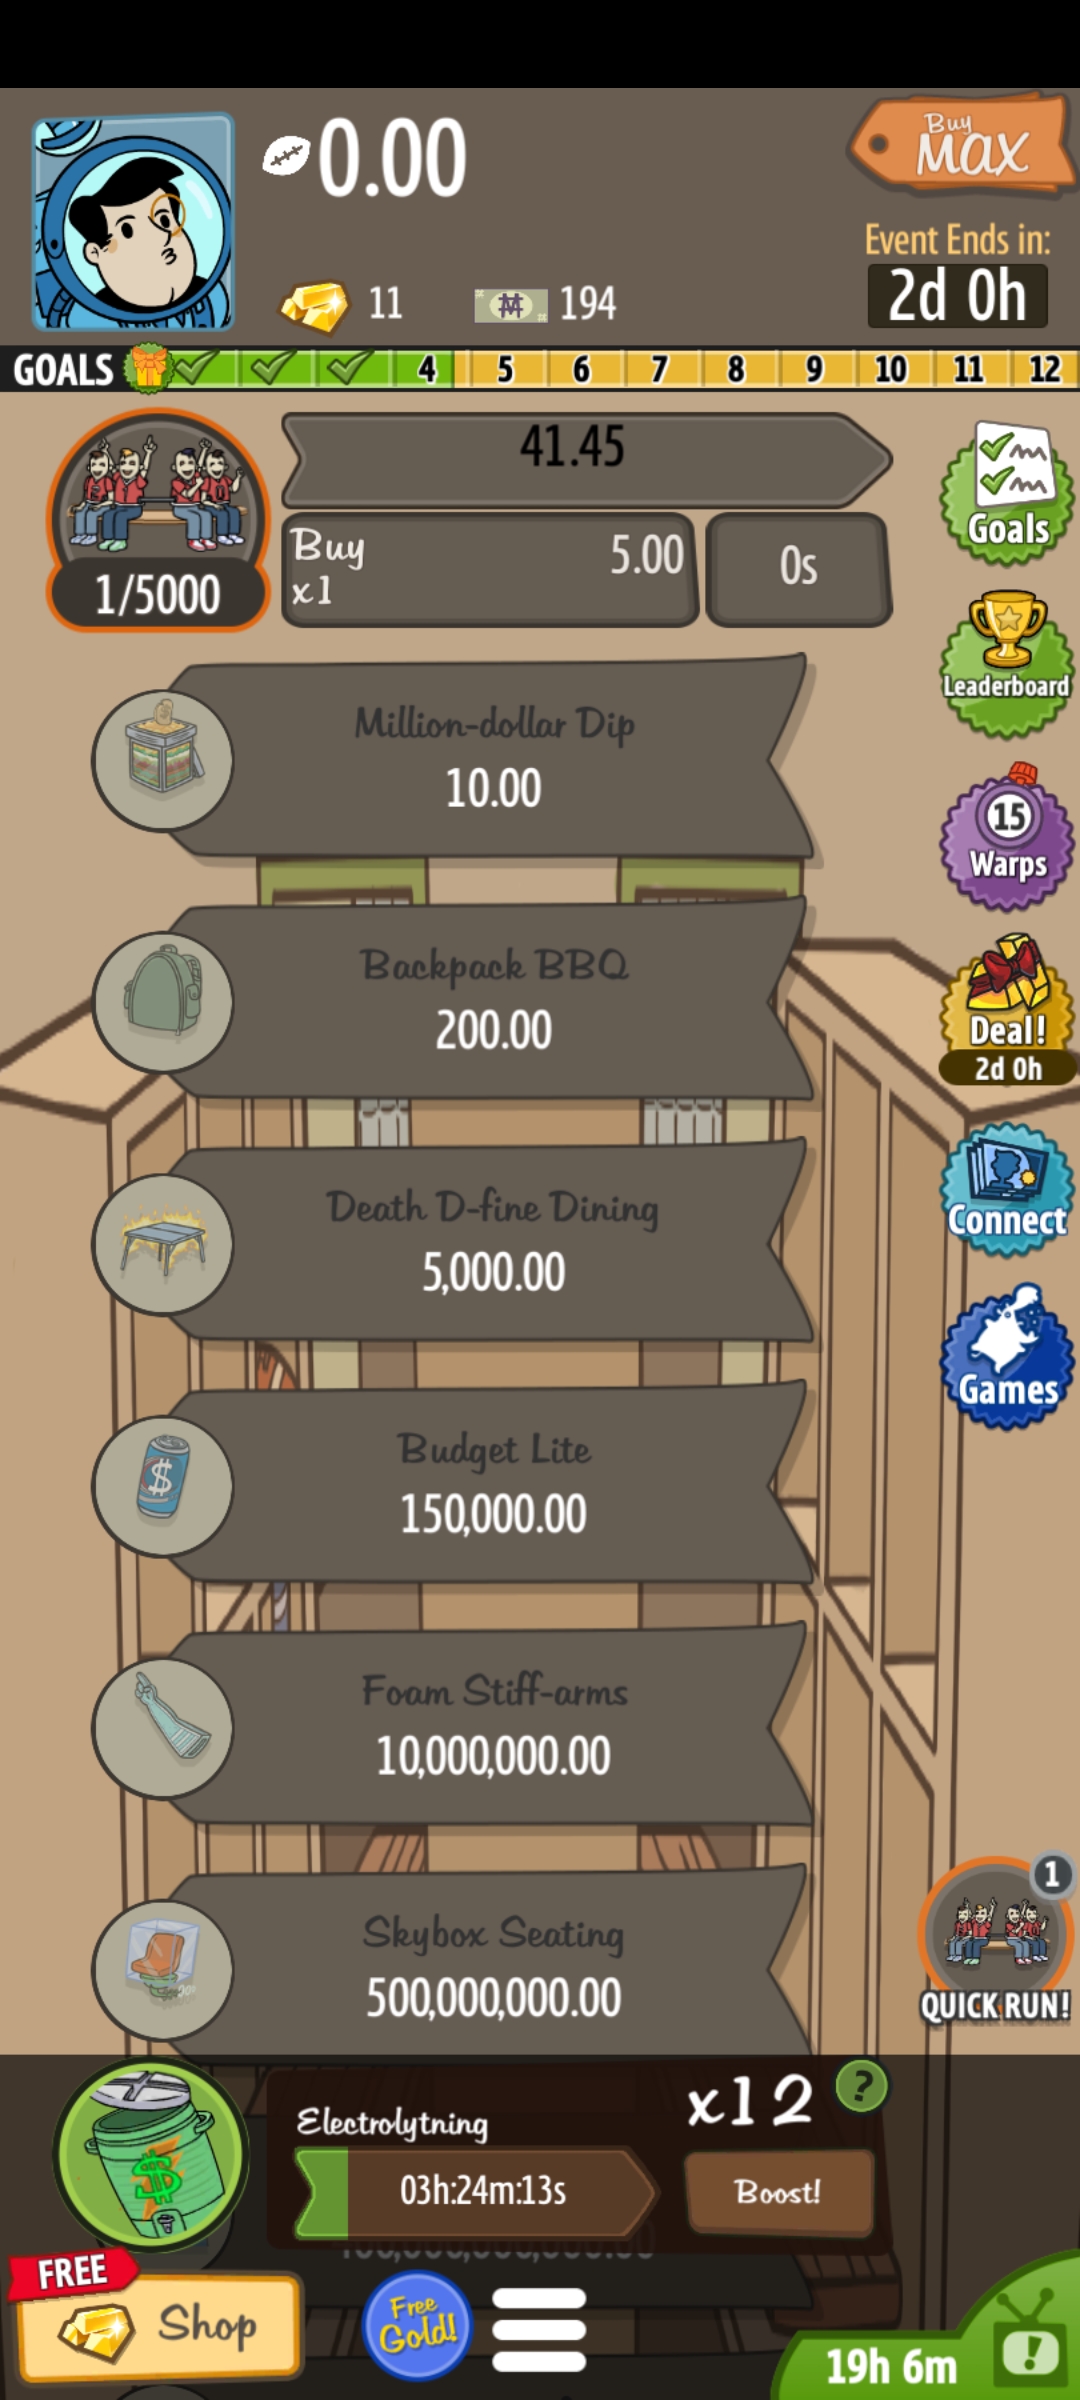 0.00
Buy
MAX
Event Ends in:
2d 0h
11
194
GOALS 4 5 6 7 8 9 10 11 12
41.45
Buy
x1
5.00
0s
1/5000
Goals
Leaderboard
Million-dollar Dip
10.00
15
Warps
Backpack BBQ
200.00
Deal!
2d 0h
Death D-fine Dining
5,000.00
Connect
Games
Budget Lite
150,000.00
Foam Stiff-arms
10,000,000.00
Skybox Seating
500,000,000.00
1
QUICK RUN!
Electrolytning
x12
?
03h:24m:13s
Boost!
FREE
Shop
Free
Gold!
19h 6m